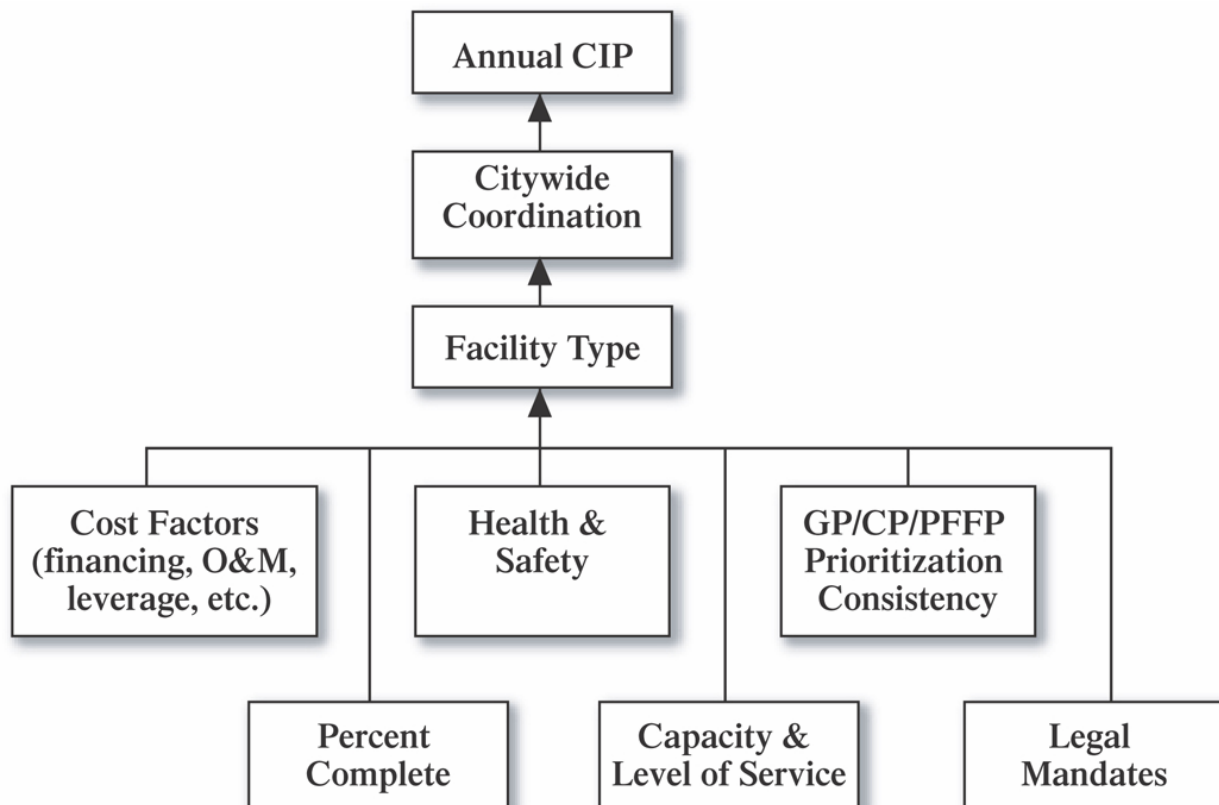 Annual CIP
Citywide
Coordination
Facility Type
Cost Factors
(financing, O&M,
leverage, etc.)
Health &
Safety
GP/CP/PFFP
Prioritization
Consistency
Percent
Complete
Capacity &
Level of Service
Legal
Mandates